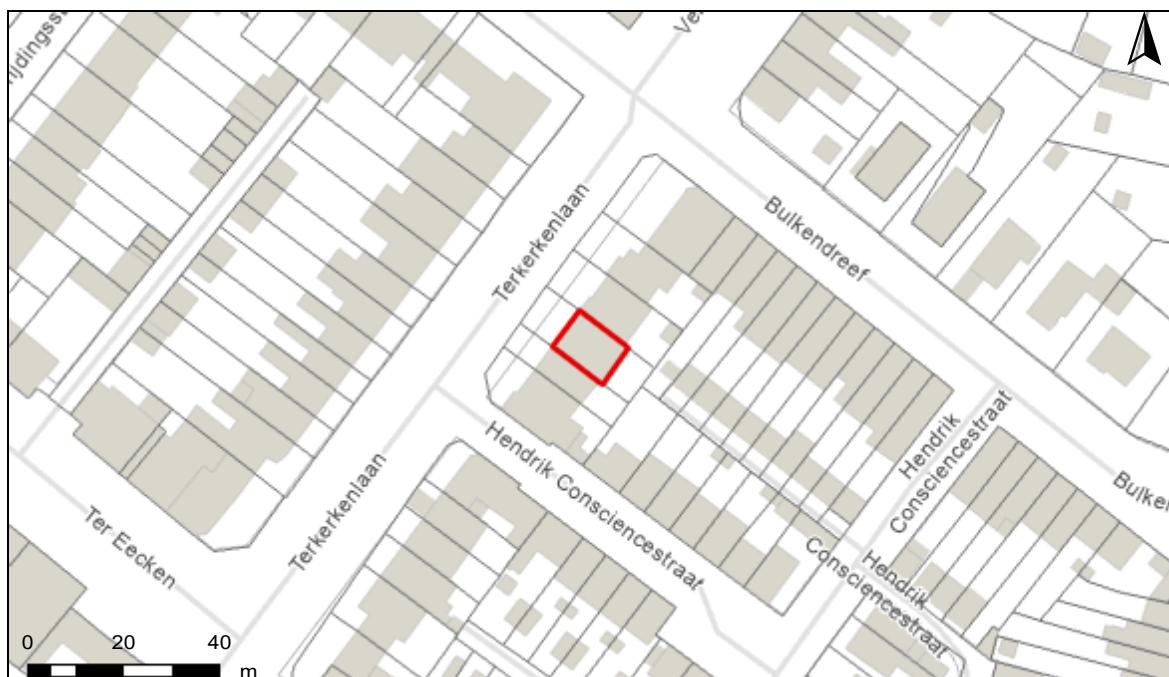 Terkerkenlaan
Bulkendreef
Hendrik
Consciencestraat
Hendrik Consciencestraat
Terkerkenlaan
Ter Eecken
Hendrik
Consciencestraat
0 20 40
m